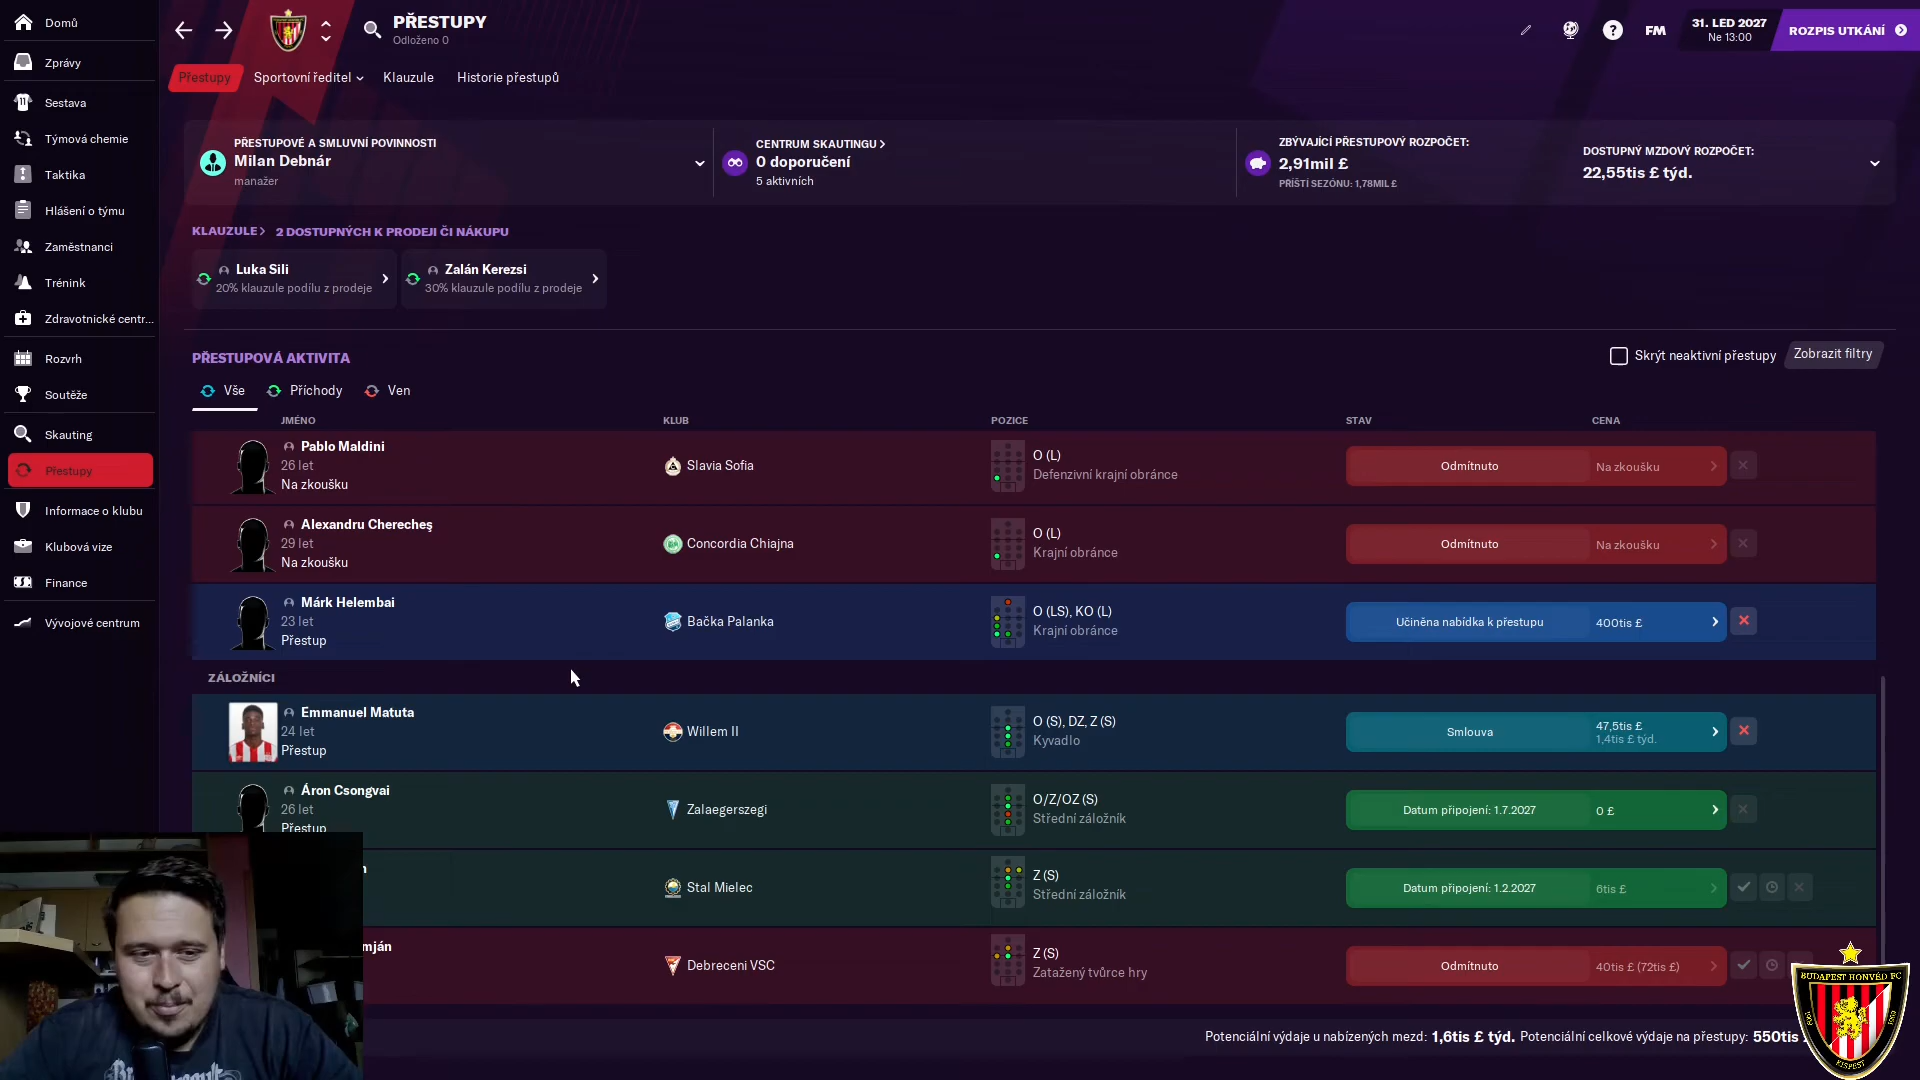 Domů
Zprávy
Sestava
Týmová chemie
Taktika
Hlášení o týmu
Zaměstnanci
Trénink
Zdravotnické centr...
Rozvrh
Soutěže
Skauting
Přestupy
Informace o klubu
Klubová vize
Finance
Vývojové centrum
PŘESTUPY
Odloženo 0
FM
31. LED 2027
Ne 13:00
ROZPIS UTKÁNÍ
Přestupy
Sportovní ředitel
Klauzule
Historie přestupů
PŘESTUPOVÉ A SMLUVNÍ POVINNOSTI
Milan Debnár
manažer
CENTRUM SKAUTINGU
0 doporučení
5 aktivních
ZBÝVAJÍCÍ PŘESTUPOVÝ ROZPOČET:
2,91mil £
PŘÍŠTÍ SEZÓNU: 1,78MIL £
DOSTUPNÝ MZDOVÝ ROZPOČET:
22,55tis £ týd.
KLAUZULE
2 DOSTUPNÝCH K PRODEJI ČI NÁKUPU
Luka Sili
20% klauzule podílu z prodeje
Zalán Kerezsi
30% klauzule podílu z prodeje
PŘESTUPOVÁ AKTIVITA
Skrýt neaktivní přestupy
Zobrazit filtry
Vše
Příchody
Ven
JMÉNO KLUB POZICE STAV CENA
Pablo Maldini
26 let
Na zkoušku
Slavia Sofia
O (L)
Defenzivní krajní obránce
Odmítnuto
Na zkoušku
Alexandru Cherecheș
29 let
Na zkoušku
Concordia Chiajna
O (L)
Krajní obránce
Odmítnuto
Na zkoušku
Márk Helembai
23 let
Přestup
Bačka Palanka
O (LS), KO (L)
Krajní obránce
Učiněna nabídka k přestupu
400tis £
ZÁLOŽNÍCI
Emmanuel Matuta
24 let
Přestup
Willem II
O (S), DZ, Z (S)
Kyvadlo
Smlouva
47,5tis £
1,4tis £ týd.
Áron Csongvai
26 let
Přestup
Zalaegerszegi
O/Z/OZ (S)
Střední záložník
Datum připojení: 1.7.2027
0 £
Stal Mielec
Z (S)
Střední záložník
Datum připojení: 1.2.2027
6tis £
mján
Debreceni VSC
Z (S)
Zatažený tvůrce hry
Odmítnuto
40tis £ (72tis £)
Potenciální výdaje u nabízených mezd: 1,6tis £ týd. Potenciální celkové výdaje na přestupy: 550tis
BUDAPEST HONVÉD FC
KISPEST